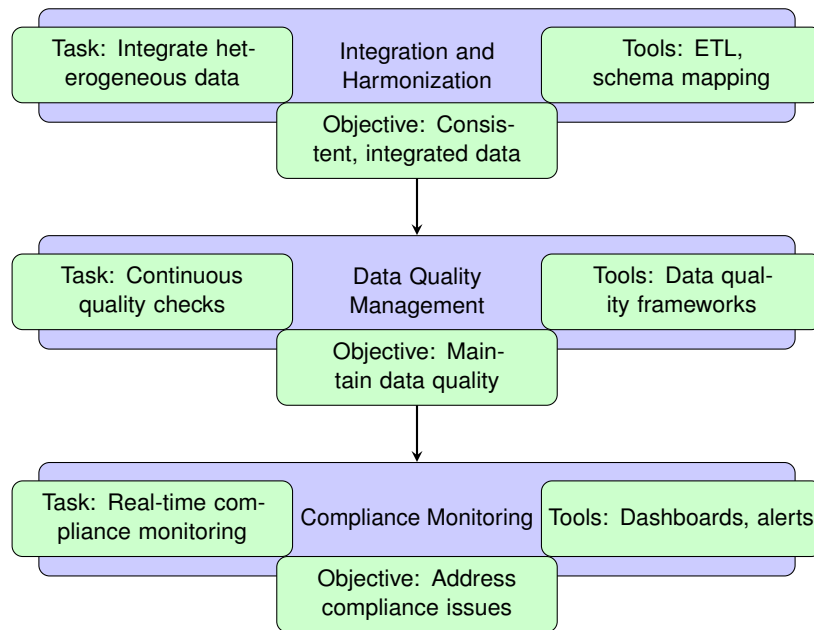 Task: Integrate het-
erogeneous data
Integration and
Harmonization
Tools: ETL,
schema mapping
Objective: Consis-
tent, integrated data
Task: Continuous
quality checks
Data Quality
Management
Tools: Data qual-
ity frameworks
Objective: Main-
tain data quality
Task: Real-time com-
pliance monitoring
Compliance Monitoring
Tools: Dashboards, alerts
Objective: Address
compliance issues